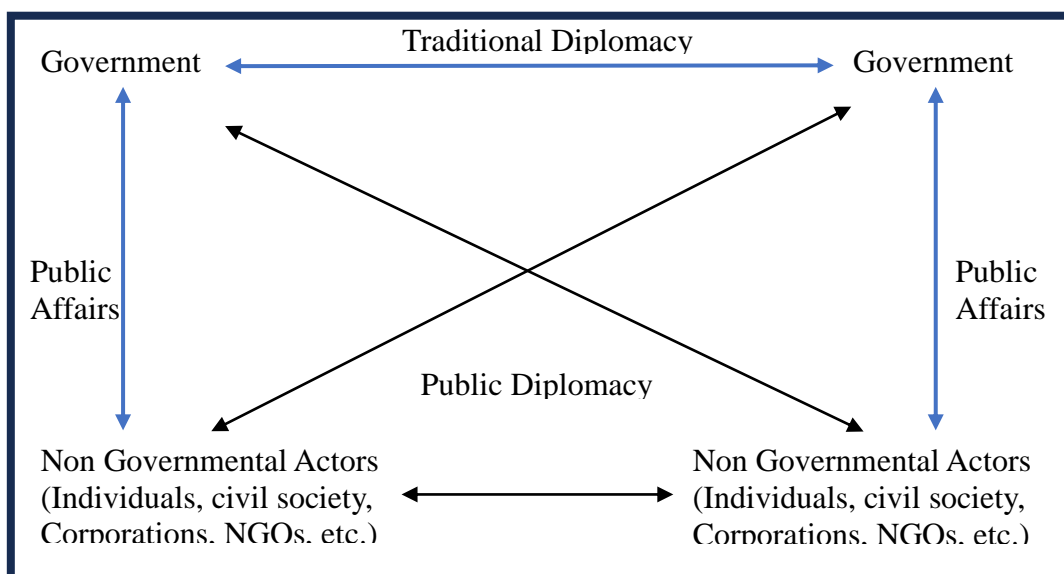 Traditional Diplomacy
Government
Government
Public
Affairs
Public
Affairs
Public Diplomacy
Non Governmental Actors
(Individuals, civil society,
Corporations, NGOs, etc.)
Non Governmental Actors
(Individuals, civil society,
Corporations, NGOs, etc.)